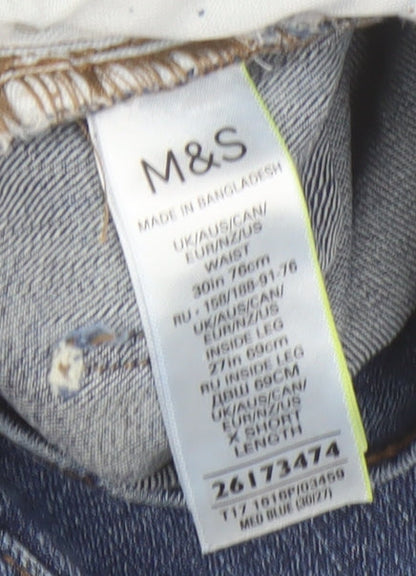 M&S
MADE IN BANGLADESH
UK/AUS/CAN/
EUR/NZ/US
WAIST
30in 76cm
RU - 158/188-91-76
UK/AUS/CAN/
EUR/NZ/US
INSIDE LEG
27in 69cm
RU INSIDE LEG
ДВШ 69CM
UK/AUS/CAN/
EUR/NZ/US
X SHORT
LENGTH
26173474
T17 1616P/03459
MED BLUE (30/27)